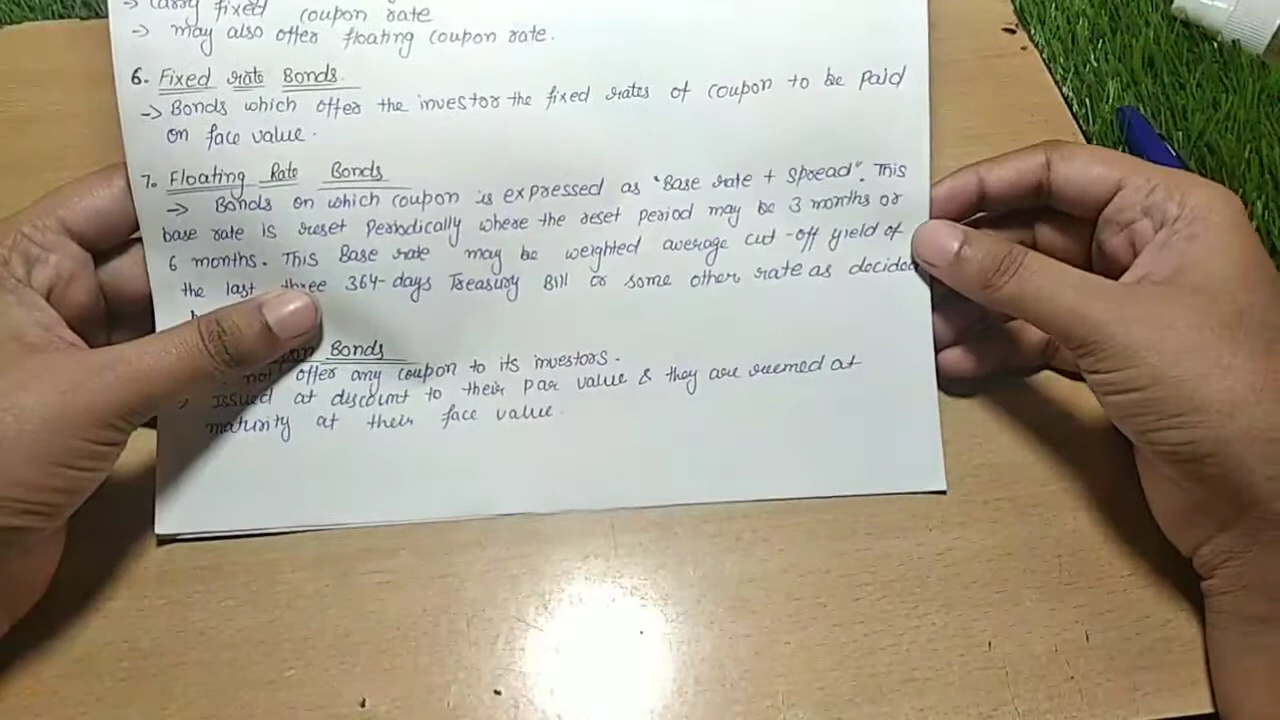 → carry fixed coupon rate
→ may also offer floating coupon rate.
6. Fixed rate Bonds.
→ Bonds which offer the investor the fixed rates of coupon to be paid
on face value.
7. Floating Rate Bonds
→ Bonds on which coupon is expressed as "Base rate + spread". This
base rate is reset Periodically where the reset period may be 3 months or
6 months. This Base rate may be weighted average cut-off yield of
the last three 364-days Treasury Bill or some other rate as decided
Bonds
not offer any coupon to its investors.
Issued at discount to their par value & they are reemed at
maturity at their face value.